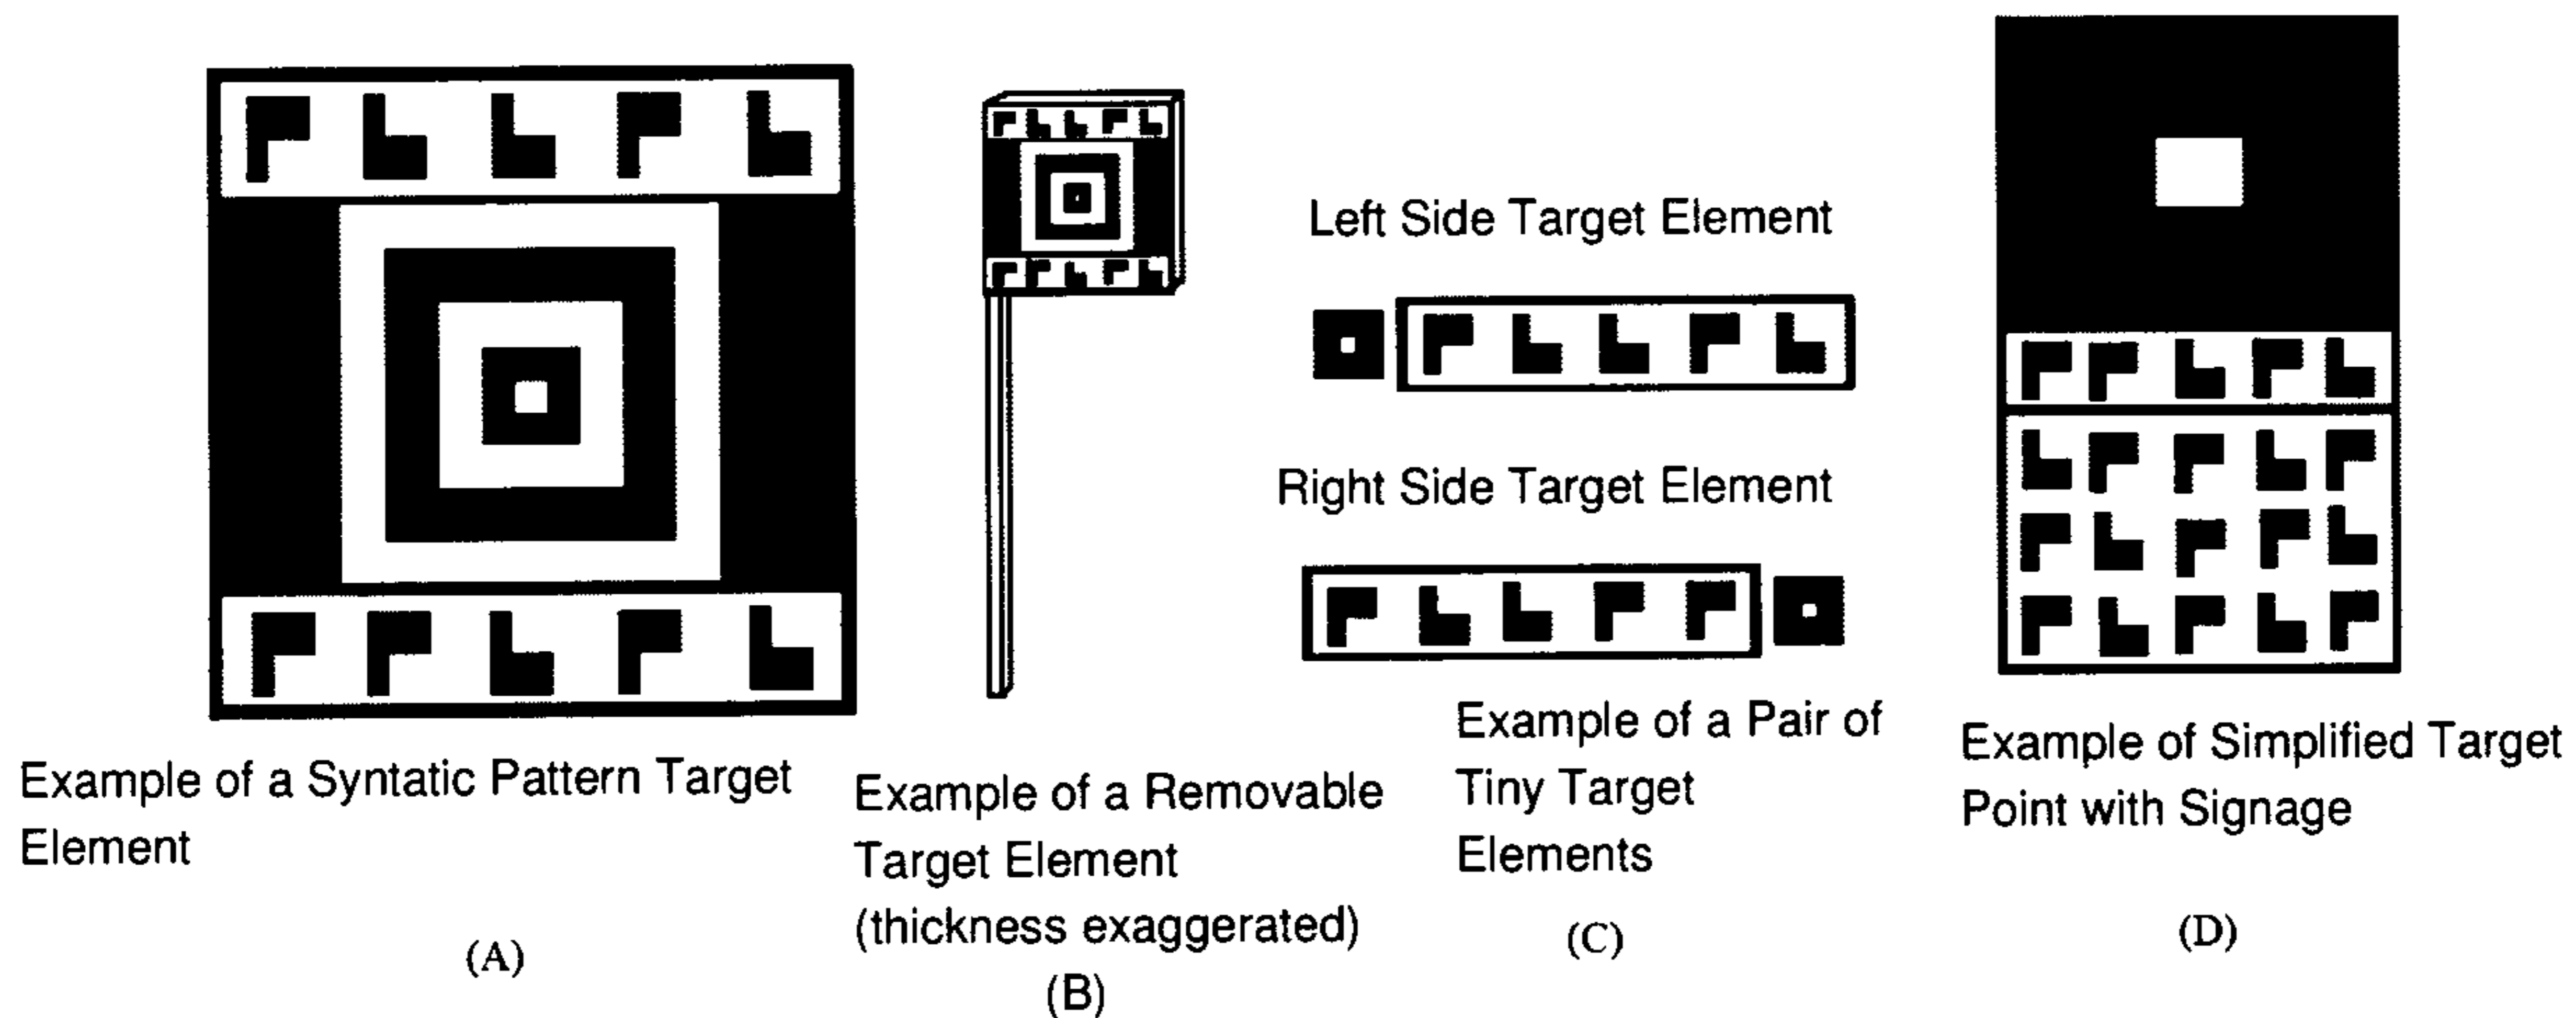 Left Side Target Element
Right Side Target Element
Example of a Syntatic Pattern Target
Element
(A)
Example of a Removable
Target Element
(thickness exaggerated)
(B)
Example of a Pair of
Tiny Target
Elements
(C)
Example of Simplified Target
Point with Signage
(D)